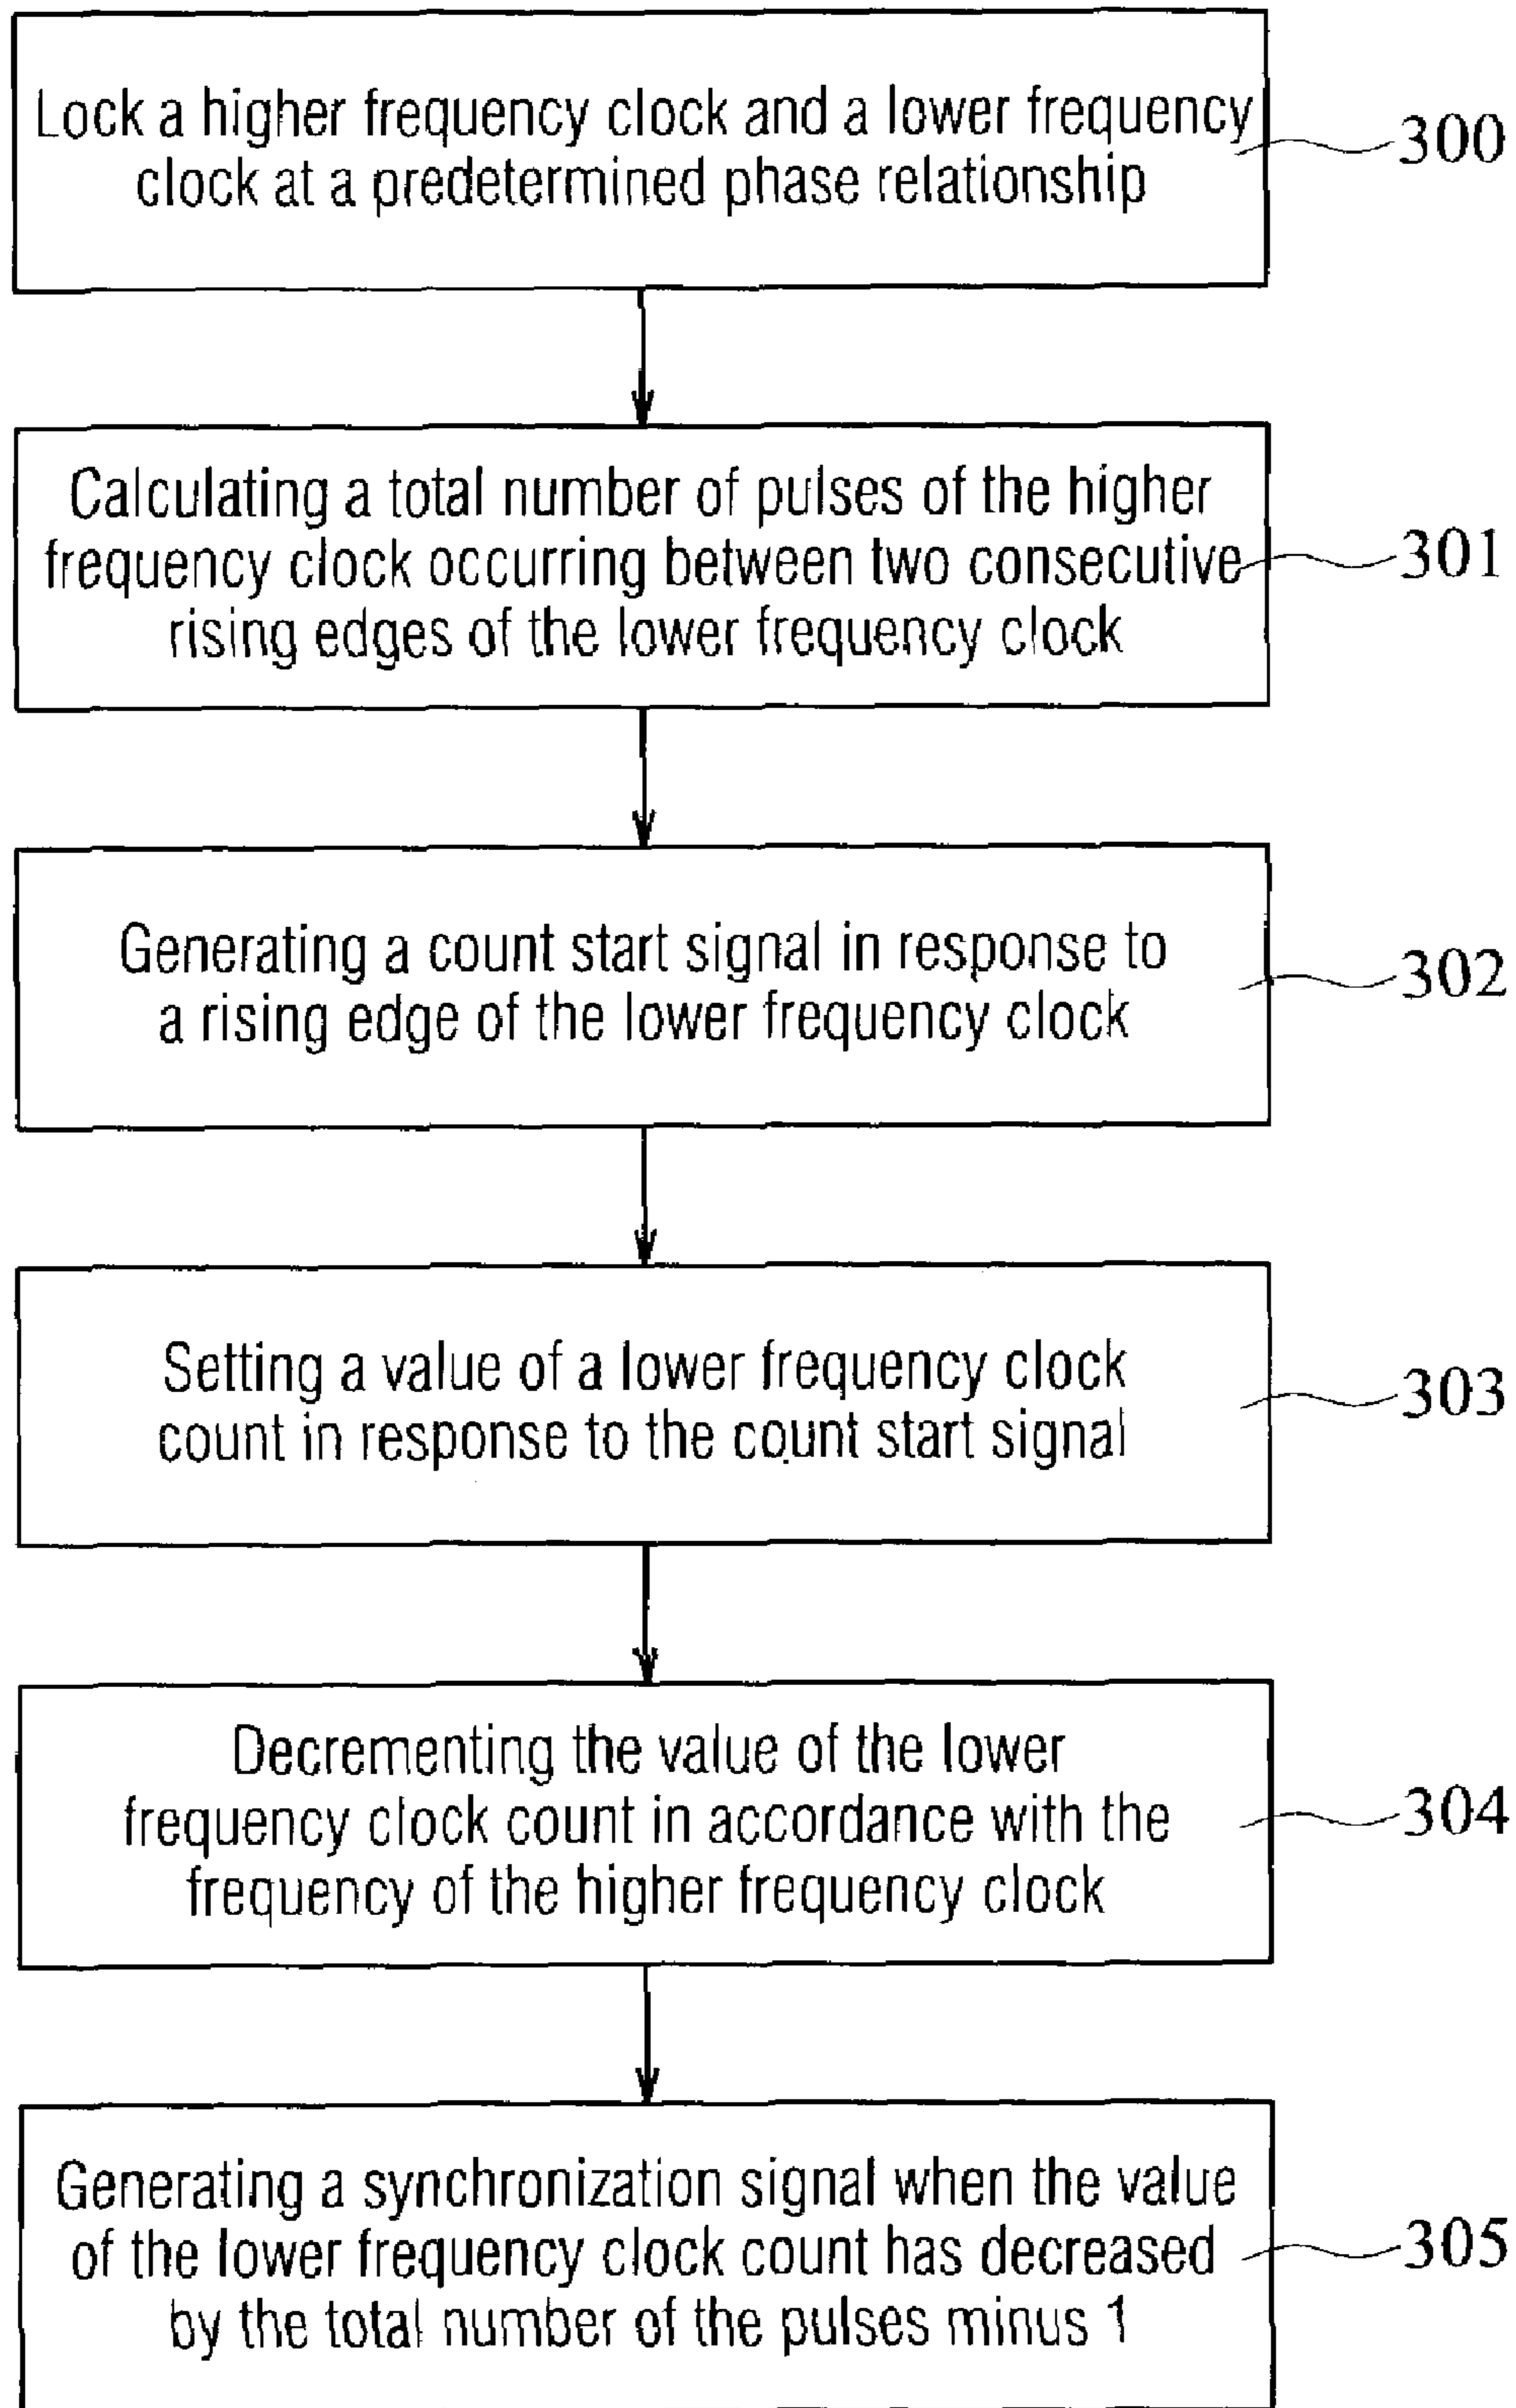 Lock a higher frequency clock and a lower frequency
clock at a predetermined phase relationship
300
Calculating a total number of pulses of the higher
frequency clock occurring between two consecutive
rising edges of the lower frequency clock
301
Generating a count start signal in response to
a rising edge of the lower frequency clock
302
Setting a value of a lower frequency clock
count in response to the count start signal
303
Decrementing the value of the lower
frequency clock count in accordance with the
frequency of the higher frequency clock
304
Generating a synchronization signal when the value
of the lower frequency clock count has decreased
by the total number of the pulses minus 1
305